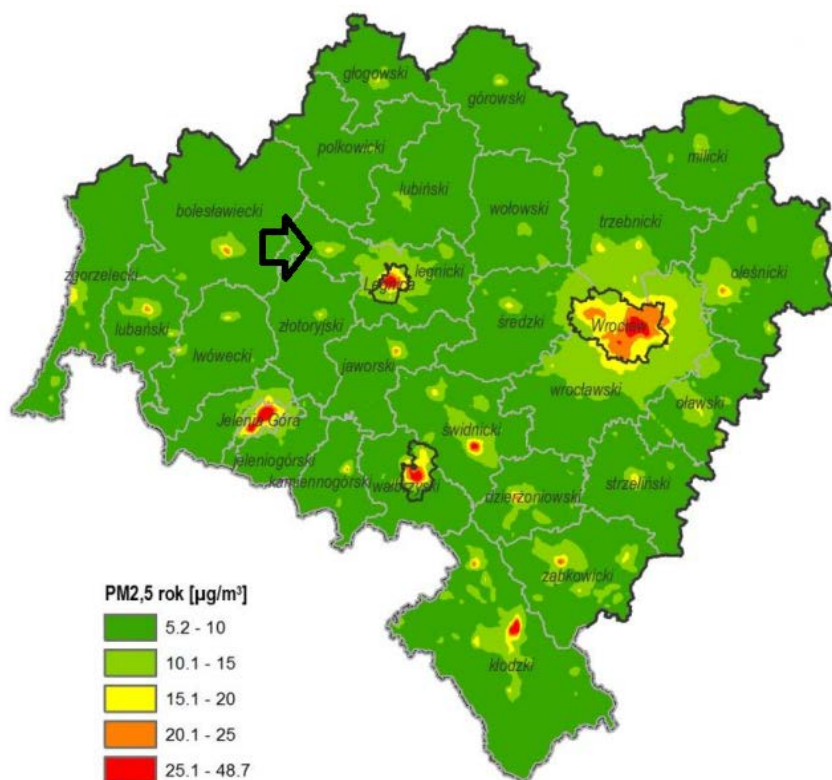 głogowski
górowski
polkowicki
milicki
lubiński
bolesławiecki
wołowski
trzebnicki
zgorzelecki
legnicki
oleśnicki
Legnica
lubański
złotoryjski
średzki
Wrocław
lwówecki
jaworski
wrocławski
oławski
Jelenia Góra
świdnicki
jeleniogórski
kamiennogórski
wałbrzyski
dzierżoniowski
strzeliński
ząbkowicki
kłodzki
PM2,5 rok [µg/m³]
5.2 - 10
10.1 - 15
15.1 - 20
20.1 - 25
25.1 - 48.7